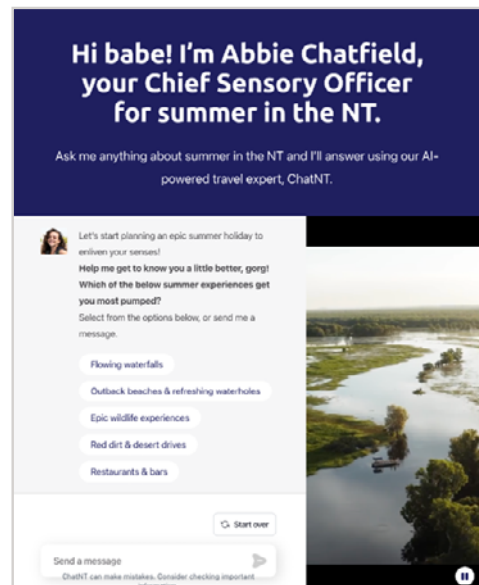 Hi babe! I’m Abbie Chatfield,
your Chief Sensory Officer
for summer in the NT.
Ask me anything about summer in the NT and I'll answer using our AI-
powered travel expert, ChatNT.
Let's start planning an epic summer holiday to
enliven your senses!
Help me get to know you a little better, gorg!
Which of the below summer experiences get
you most pumped?
Select from the options below, or send me a
message.
Flowing waterfalls
Outback beaches & refreshing waterholes
Epic wildlife experiences
Red dirt & desert drives
Restaurants & bars
Start over
Send a message
ChatNT can make mistakes. Consider checking important